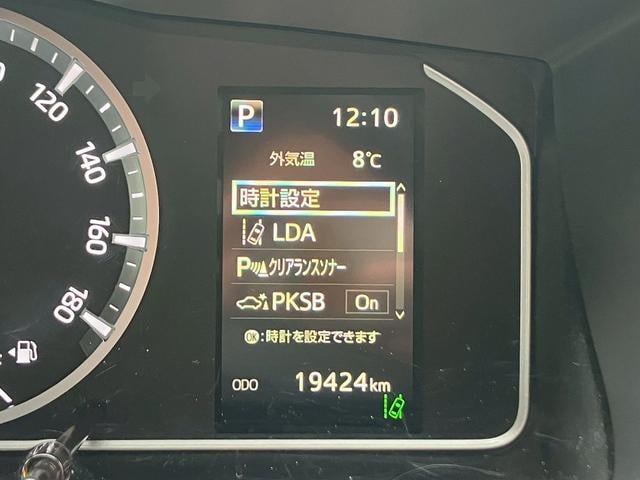 120
140
160
180
P 12:10
外気温 8℃
時計設定
LDA
Pクリアランスソナー
PKSB On
OK:時計を設定できます
ODO 19424km